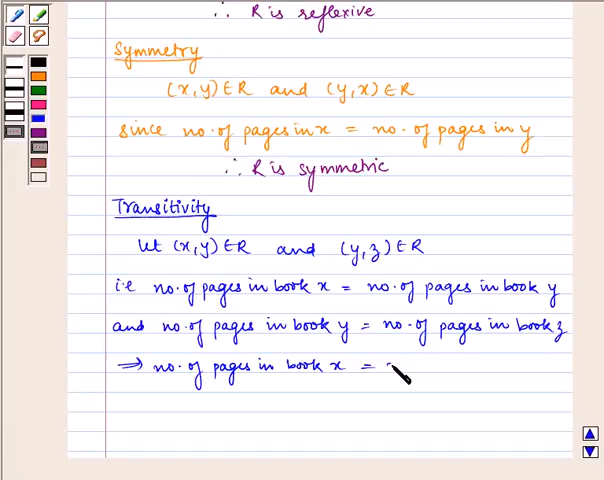 ∴ R is reflexive
Symmetry
(x,y)∈R and (y,x)∈R
since no. of pages in x = no. of pages in y
∴ R is symmetric
Transitivity
let (x,y)∈R and (y,z)∈R
i.e no. of pages in book x = no. of pages in book y
and no. of pages in book y = no. of pages in book z
⇒ no. of pages in book x =